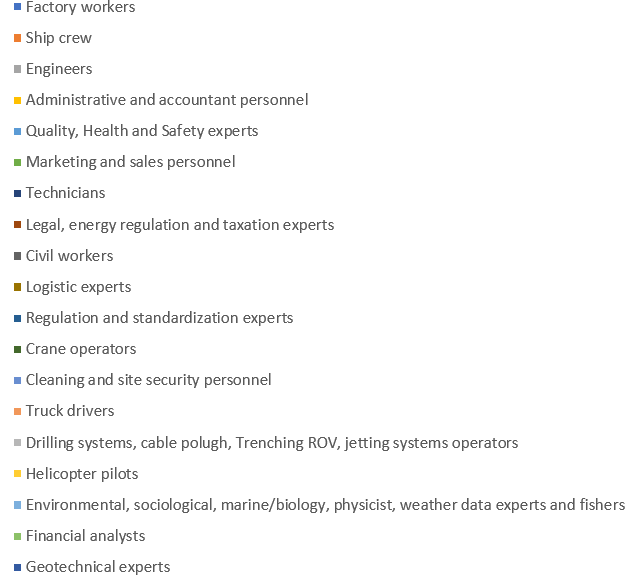 Factory workers
Ship crew
Engineers
Administrative and accountant personnel
Quality, Health and Safety experts
Marketing and sales personnel
Technicians
Legal, energy regulation and taxation experts
Civil workers
Logistic experts
Regulation and standardization experts
Crane operators
Cleaning and site security personnel
Truck drivers
Drilling systems, cable polugh, Trenching ROV, jetting systems operators
Helicopter pilots
Environmental, sociological, marine/biology, physicist, weather data experts and fishers
Financial analysts
Geotechnical experts